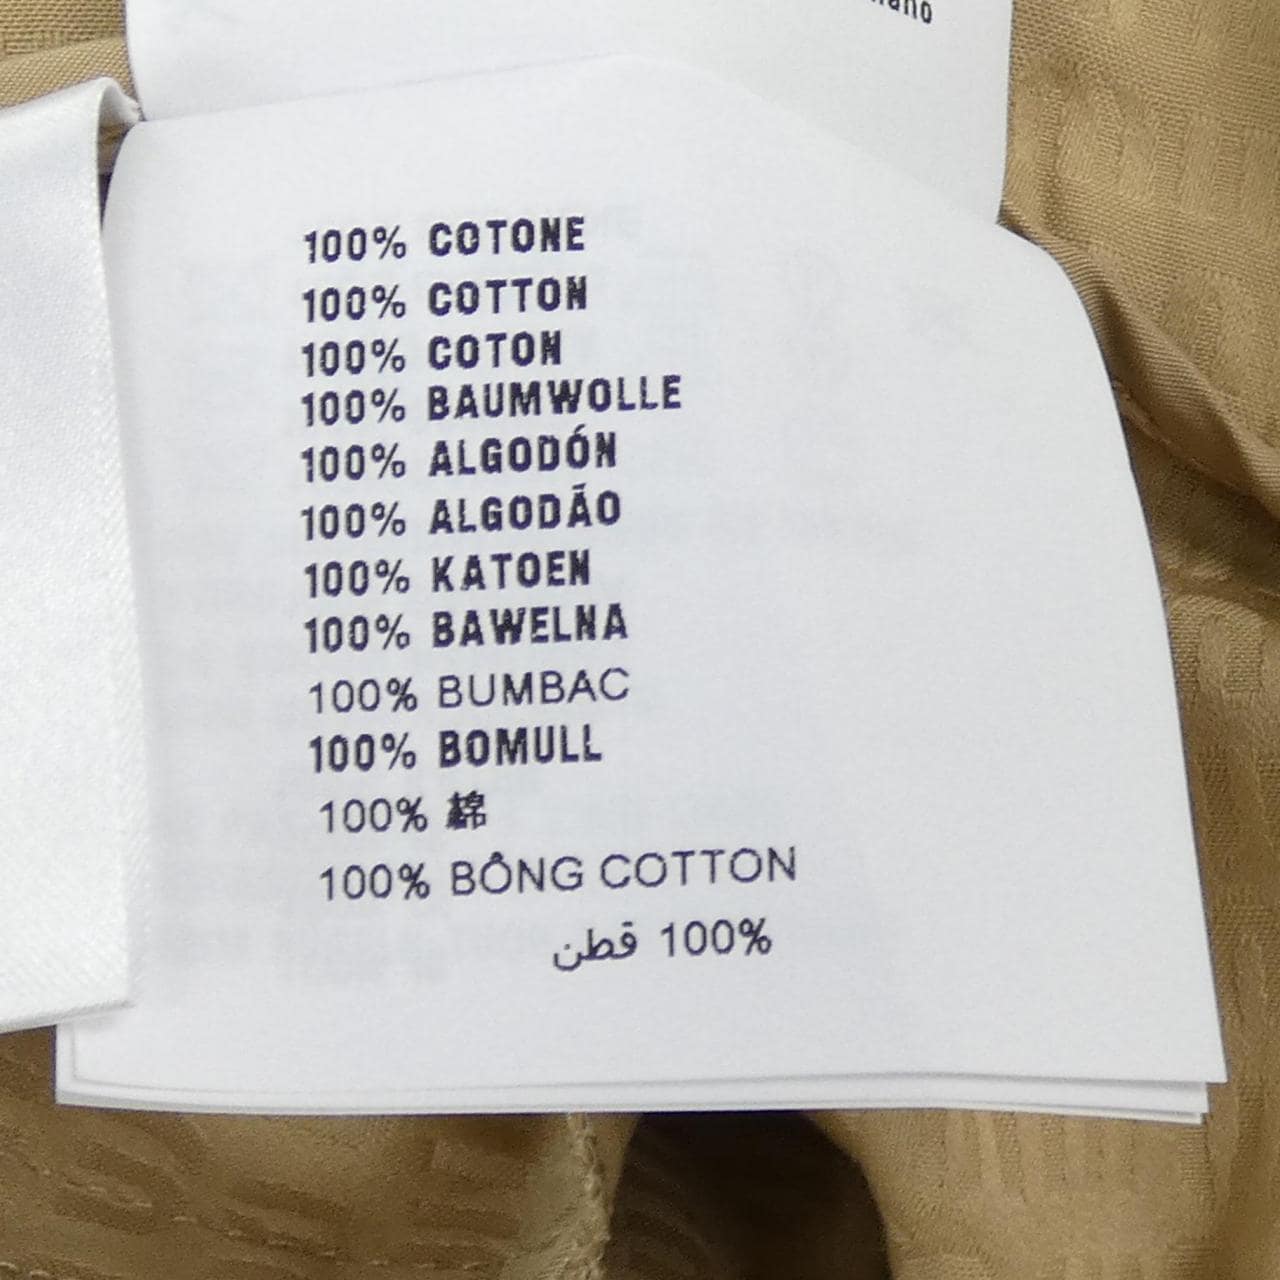 100% COTONE
100% COTTON
100% COTON
100% BAUMWOLLE
100% ALGODÓN
100% ALGODÃO
100% KATOEN
100% BAWELNA
100% BUMBAC
100% BOMULL
100% 棉
100% BÔNG COTTON
100% قطن